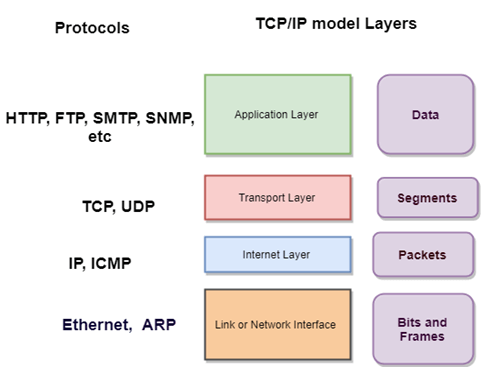 Protocols
TCP/IP model Layers
HTTP, FTP, SMTP, SNMP,
etc
Application Layer
Data
TCP, UDP
Transport Layer
Segments
IP, ICMP
Internet Layer
Packets
Ethernet, ARP
Link or Network Interface
Bits and
Frames